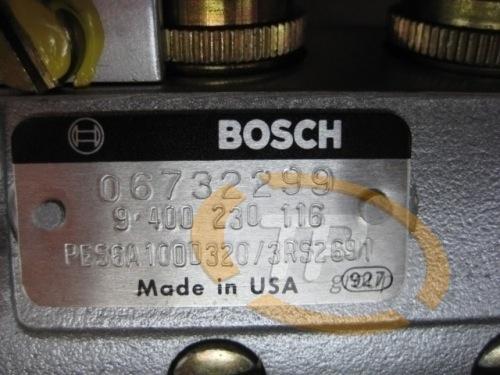 BOSCH
06732299
9 400 230 116
PES6A100D320/3RS2691
Made in USA
927